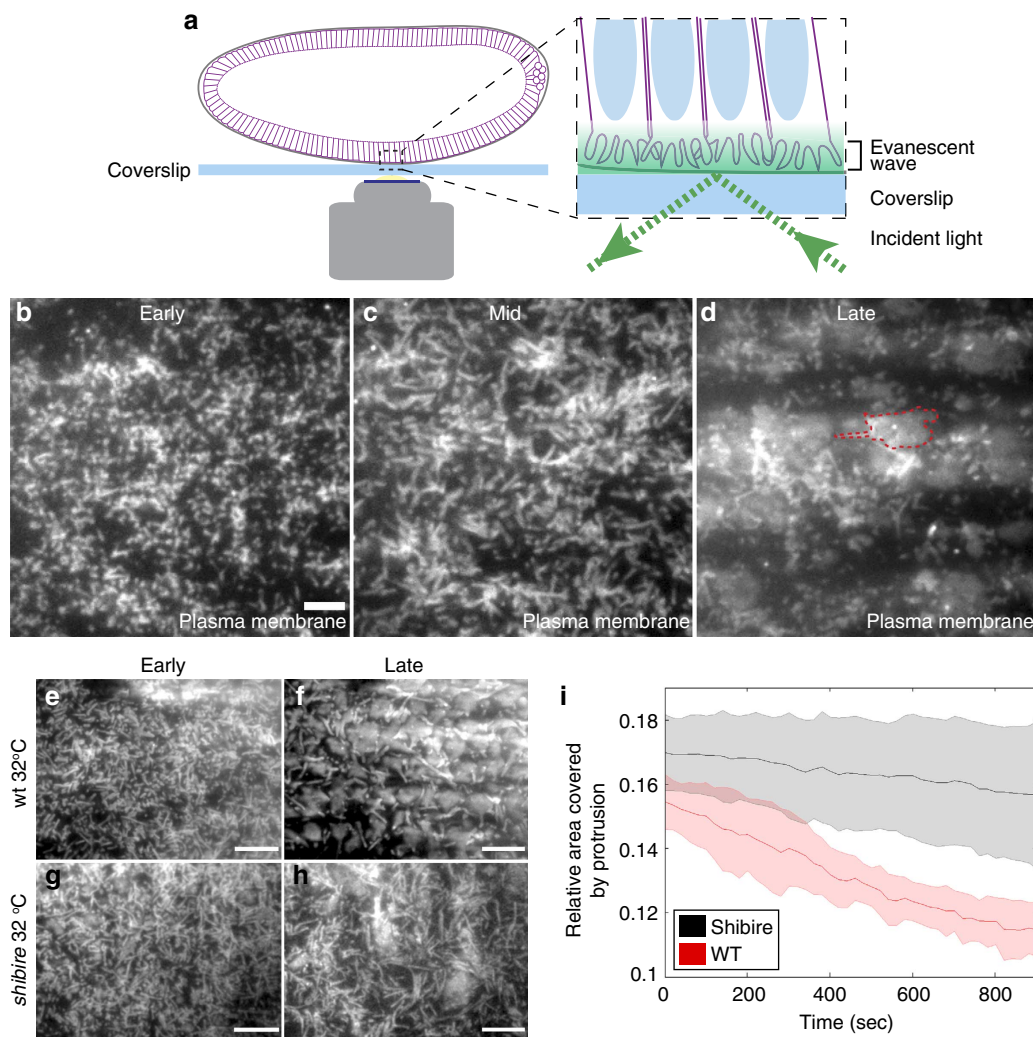 a
Coverslip
Evanescent
wave
Coverslip
Incident light
b
Early
Plasma membrane
c
Mid
Plasma membrane
d
Late
Plasma membrane
Early
Late
wt 32°C
e
f
shibire 32 °C
g
h
i
Relative area covered
by protrusion
0.18
0.16
0.14
0.12
0.1
Shibire
WT
0
200
400
600
800
Time (sec)